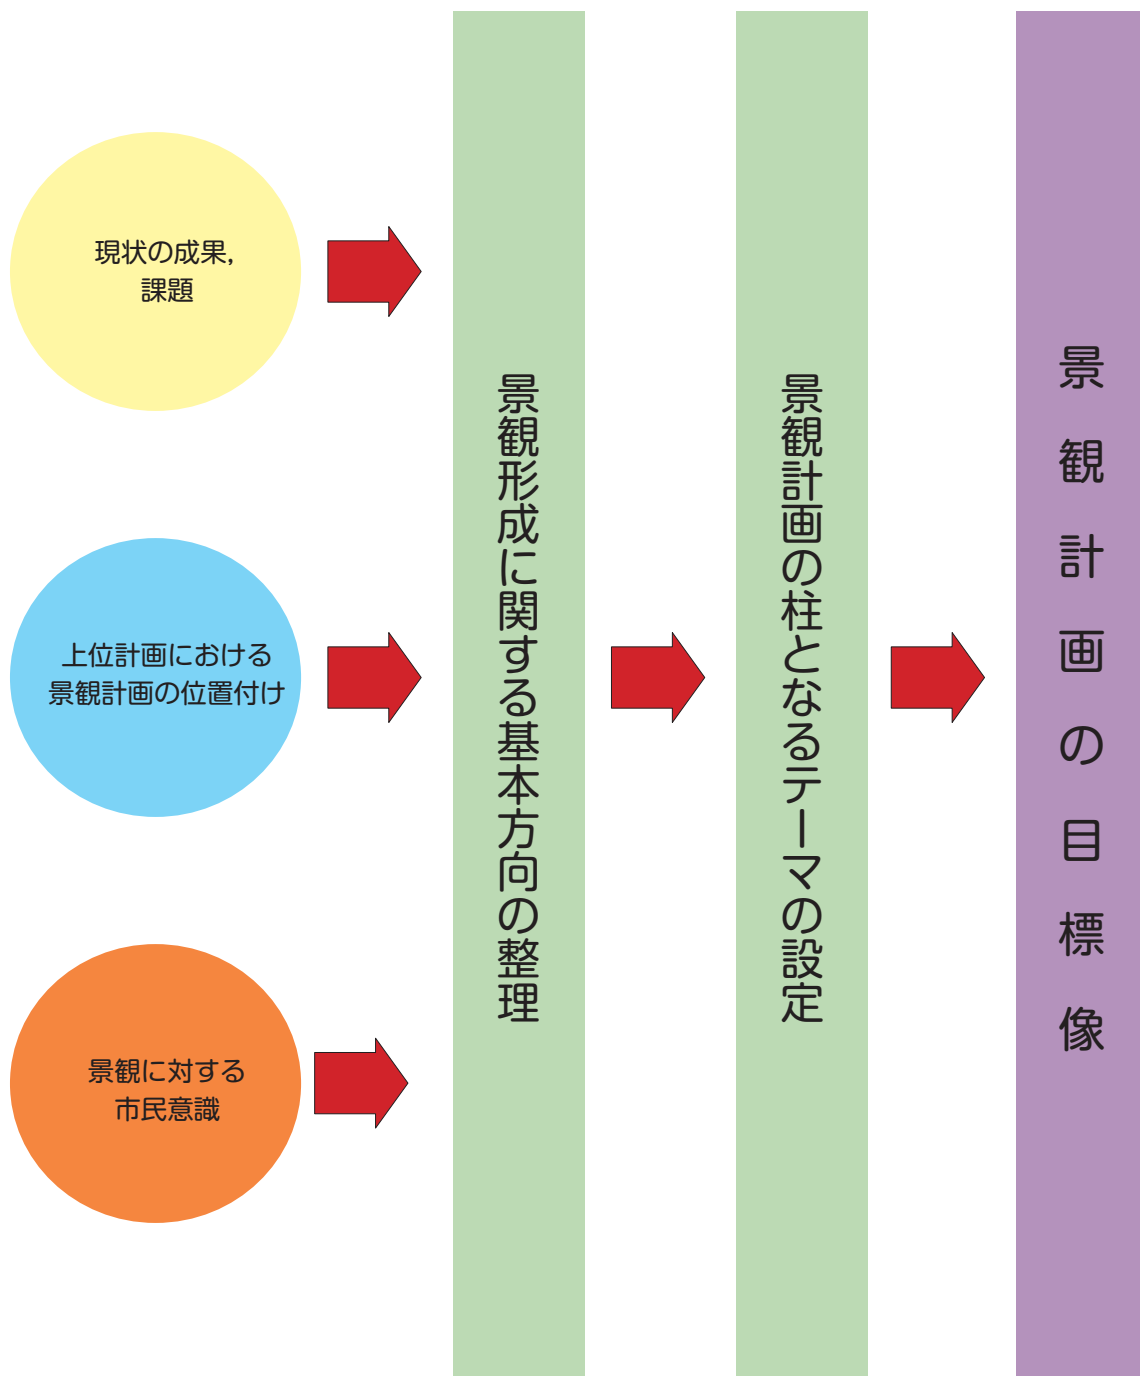 現状の成果,
課題
上位計画における
景観計画の位置付け
景観に対する
市民意識
景観形成に関する基本方向の整理
景観計画の柱となるテーマの設定
景観計画の目標像